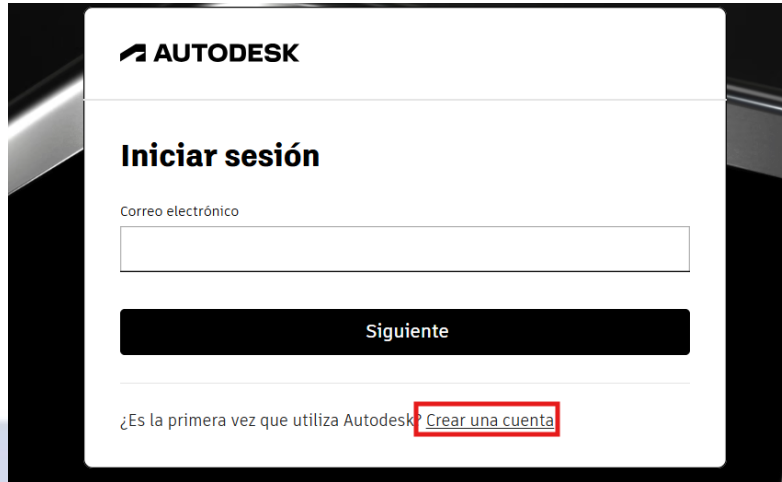 AUTODESK
Iniciar sesión
Correo electrónico
Siguiente
¿Es la primera vez que utiliza Autodesk? Crear una cuenta